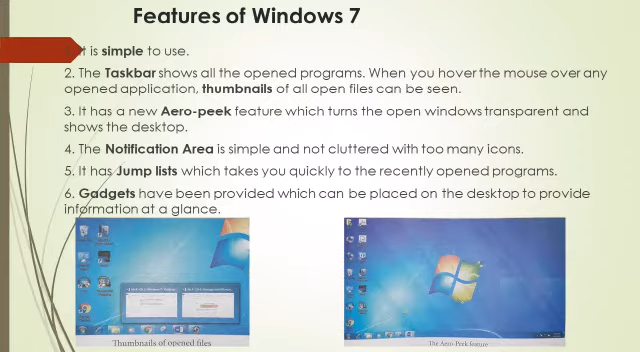 Features of Windows 7
1. It is simple to use.
2. The Taskbar shows all the opened programs. When you hover the mouse over any
opened application, thumbnails of all open files can be seen.
3. It has a new Aero-peek feature which turns the open windows transparent and
shows the desktop.
4. The Notification Area is simple and not cluttered with too many icons.
5. It has Jump lists which takes you quickly to the recently opened programs.
6. Gadgets have been provided which can be placed on the desktop to provide
information at a glance.
Thumbnails of opened files
The Aero-Peek feature